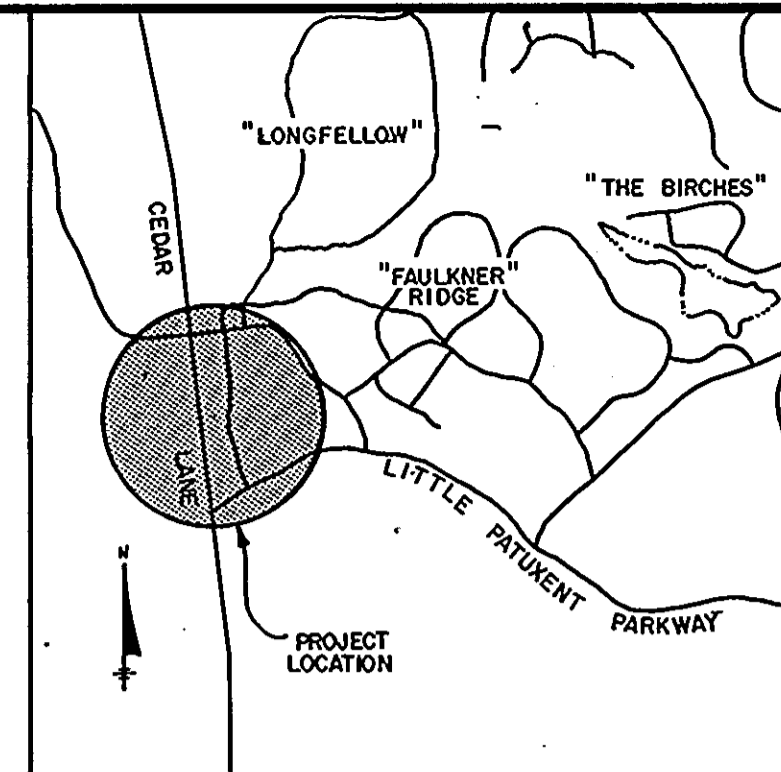 "LONGFELLOW"
"THE BIRCHES"
CEDAR
"FAULKNER"
RIDGE
LANE
LITTLE PATUXENT PARKWAY
N
PROJECT
LOCATION